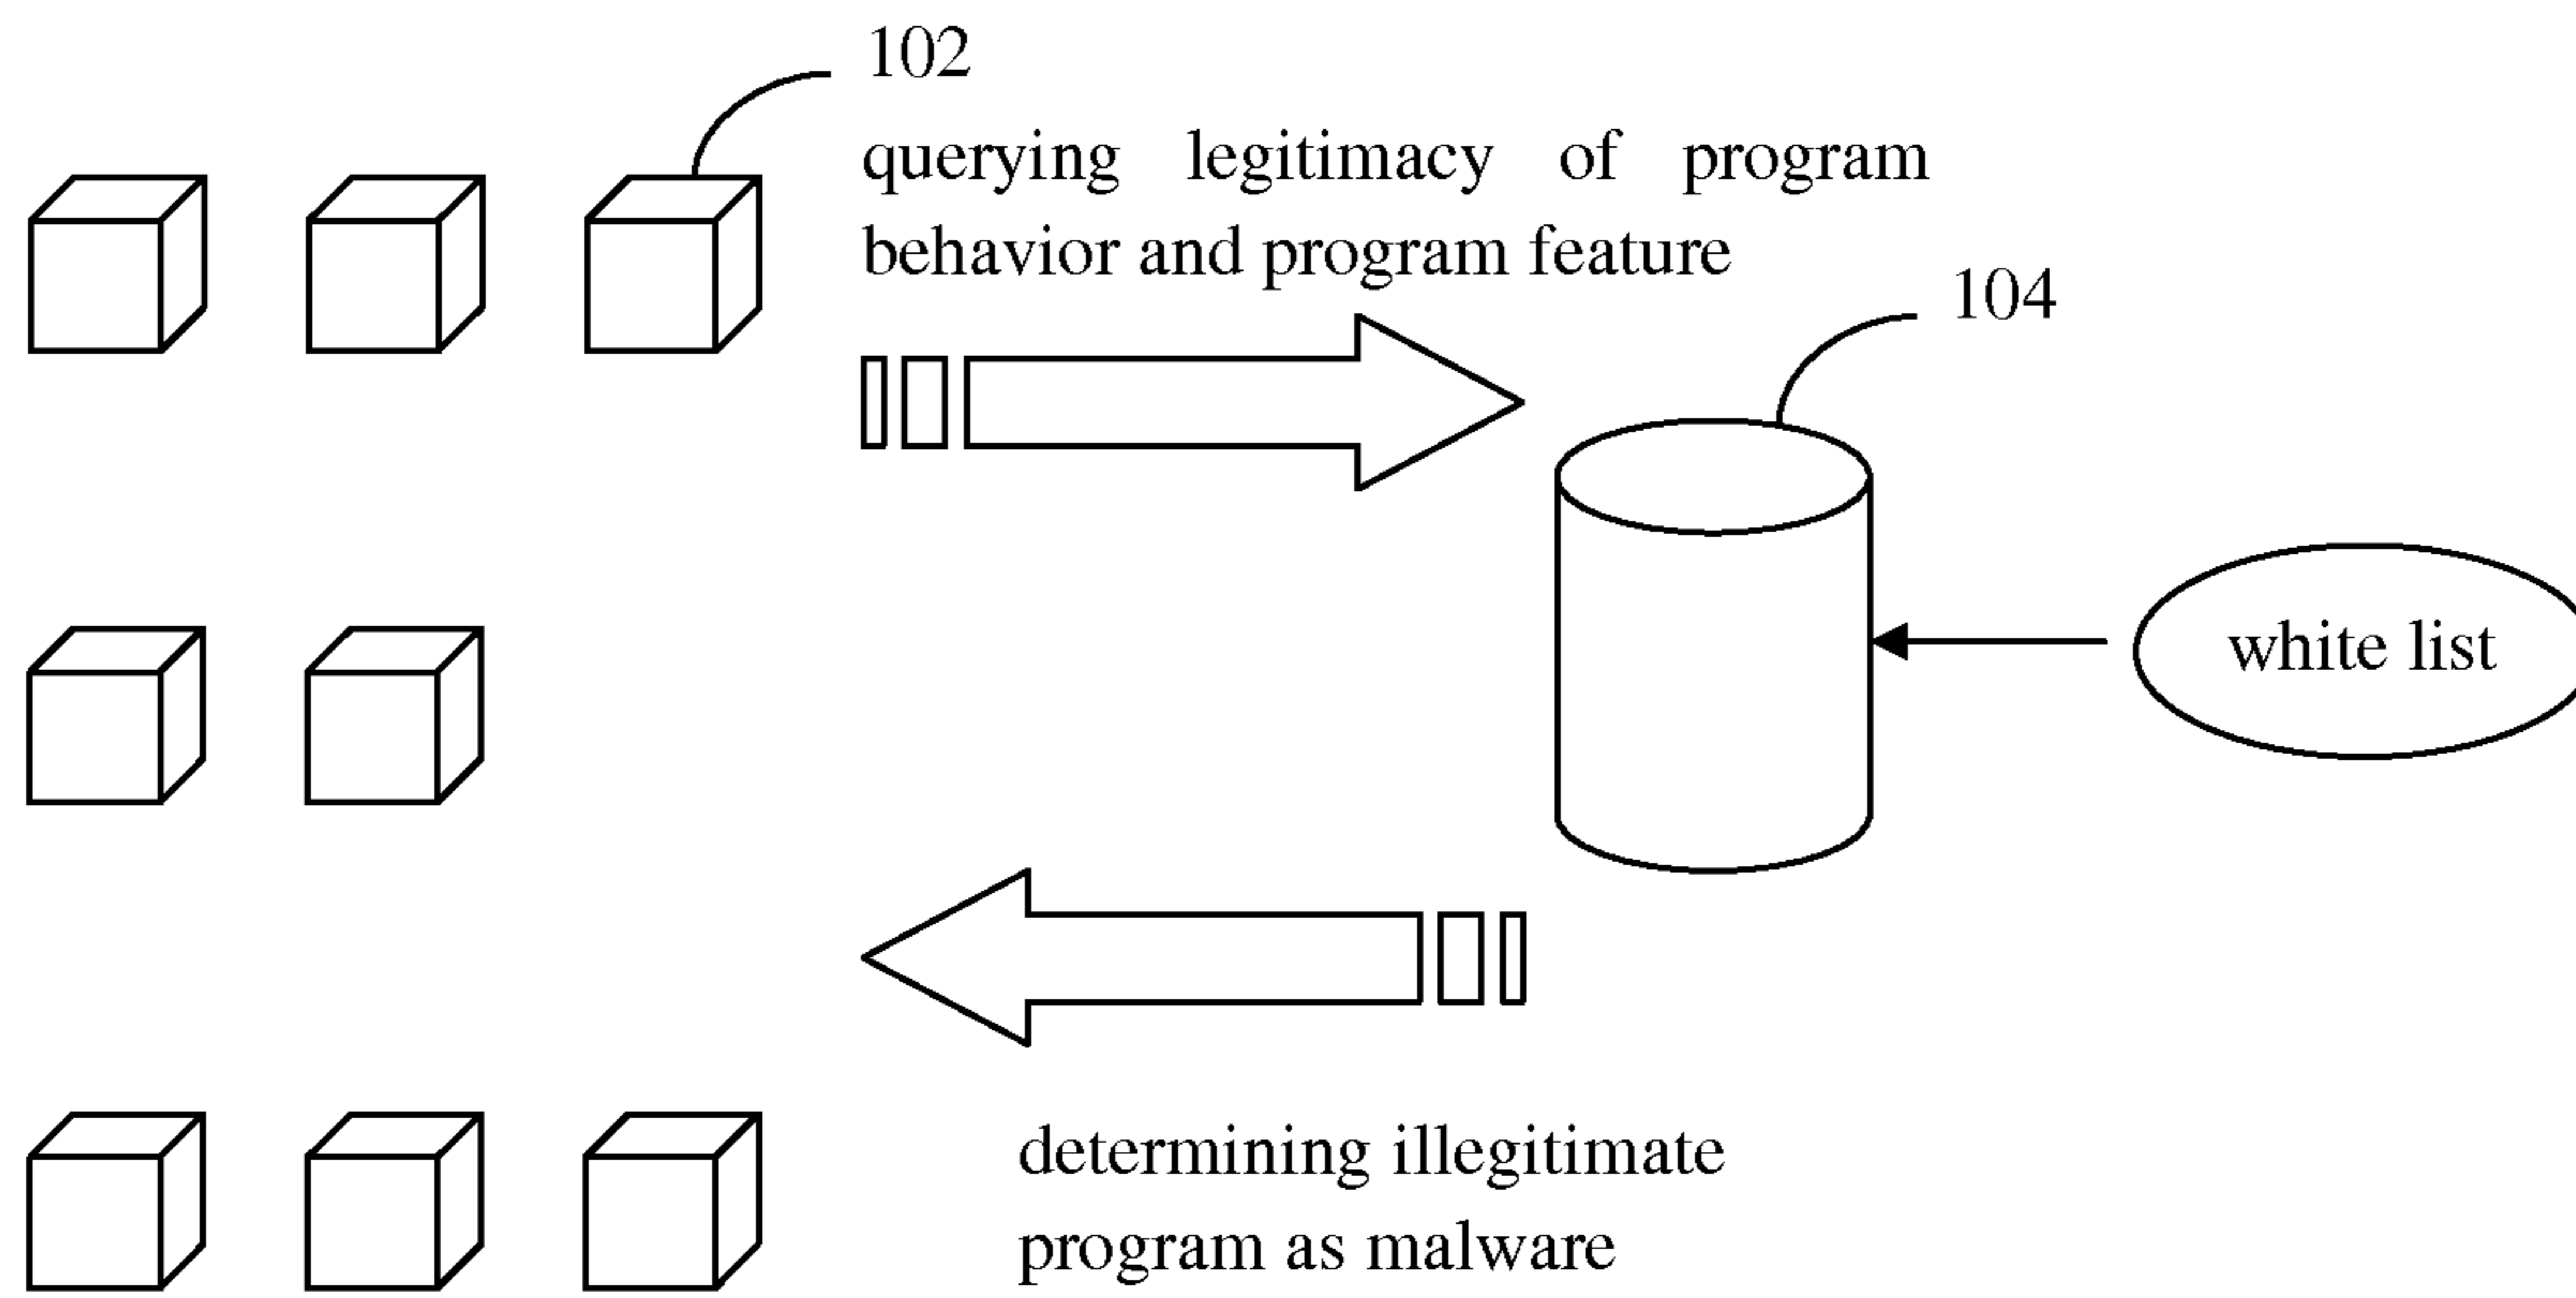 102
querying legitimacy of program
behavior and program feature
104
white list
determining illegitimate
program as malware